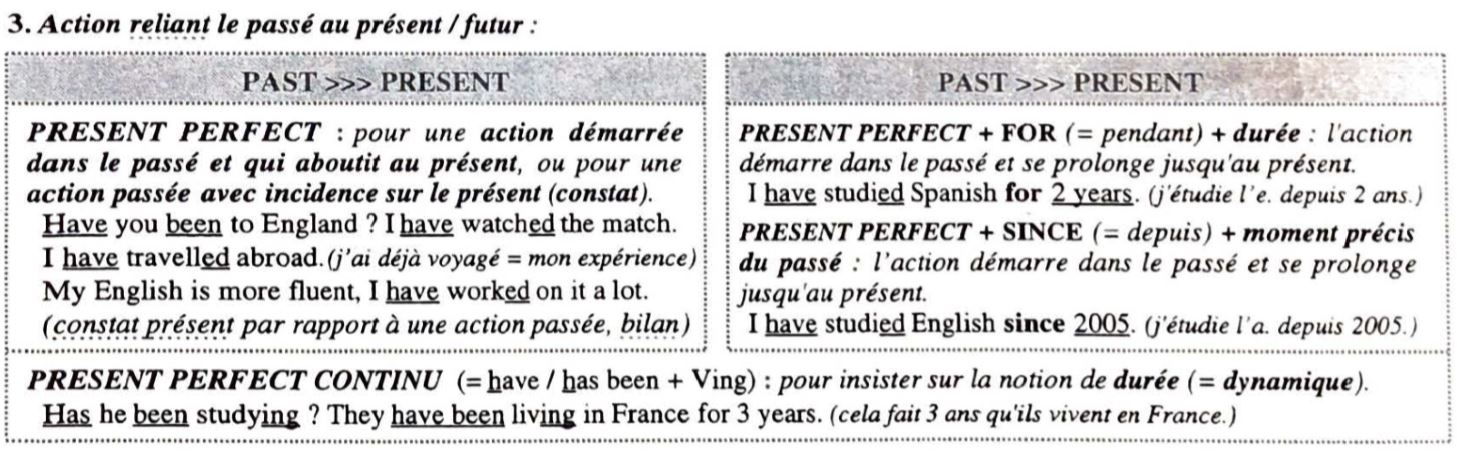 3. Action reliant le passé au présent / futur :
PAST >>> PRESENT
PRESENT PERFECT : pour une action démarrée
dans le passé et qui aboutit au présent, ou pour une
action passée avec incidence sur le présent (constat).
Have you been to England ? I have watched the match.
I have travelled abroad. (j'ai déjà voyagé = mon expérience)
My English is more fluent, I have worked on it a lot.
(constat présent par rapport à une action passée, bilan)
PAST >>> PRESENT
PRESENT PERFECT + FOR (= pendant) + durée : l'action
démarre dans le passé et se prolonge jusqu'au présent.
I have studied Spanish for 2 years. (j'étudie l'e. depuis 2 ans.)
PRESENT PERFECT + SINCE (= depuis) + moment précis
du passé : l'action démarre dans le passé et se prolonge
jusqu'au présent.
I have studied English since 2005. (j'étudie l'a. depuis 2005.)
PRESENT PERFECT CONTINU (= have / has been + Ving) : pour insister sur la notion de durée (= dynamique).
Has he been studying ? They have been living in France for 3 years. (cela fait 3 ans qu'ils vivent en France.)